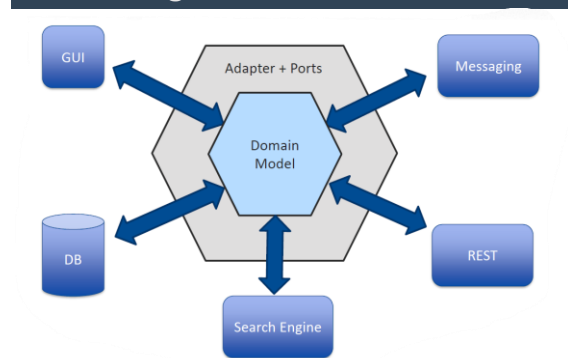 GUI
Adapter + Ports
Messaging
Domain
Model
DB
REST
Search Engine